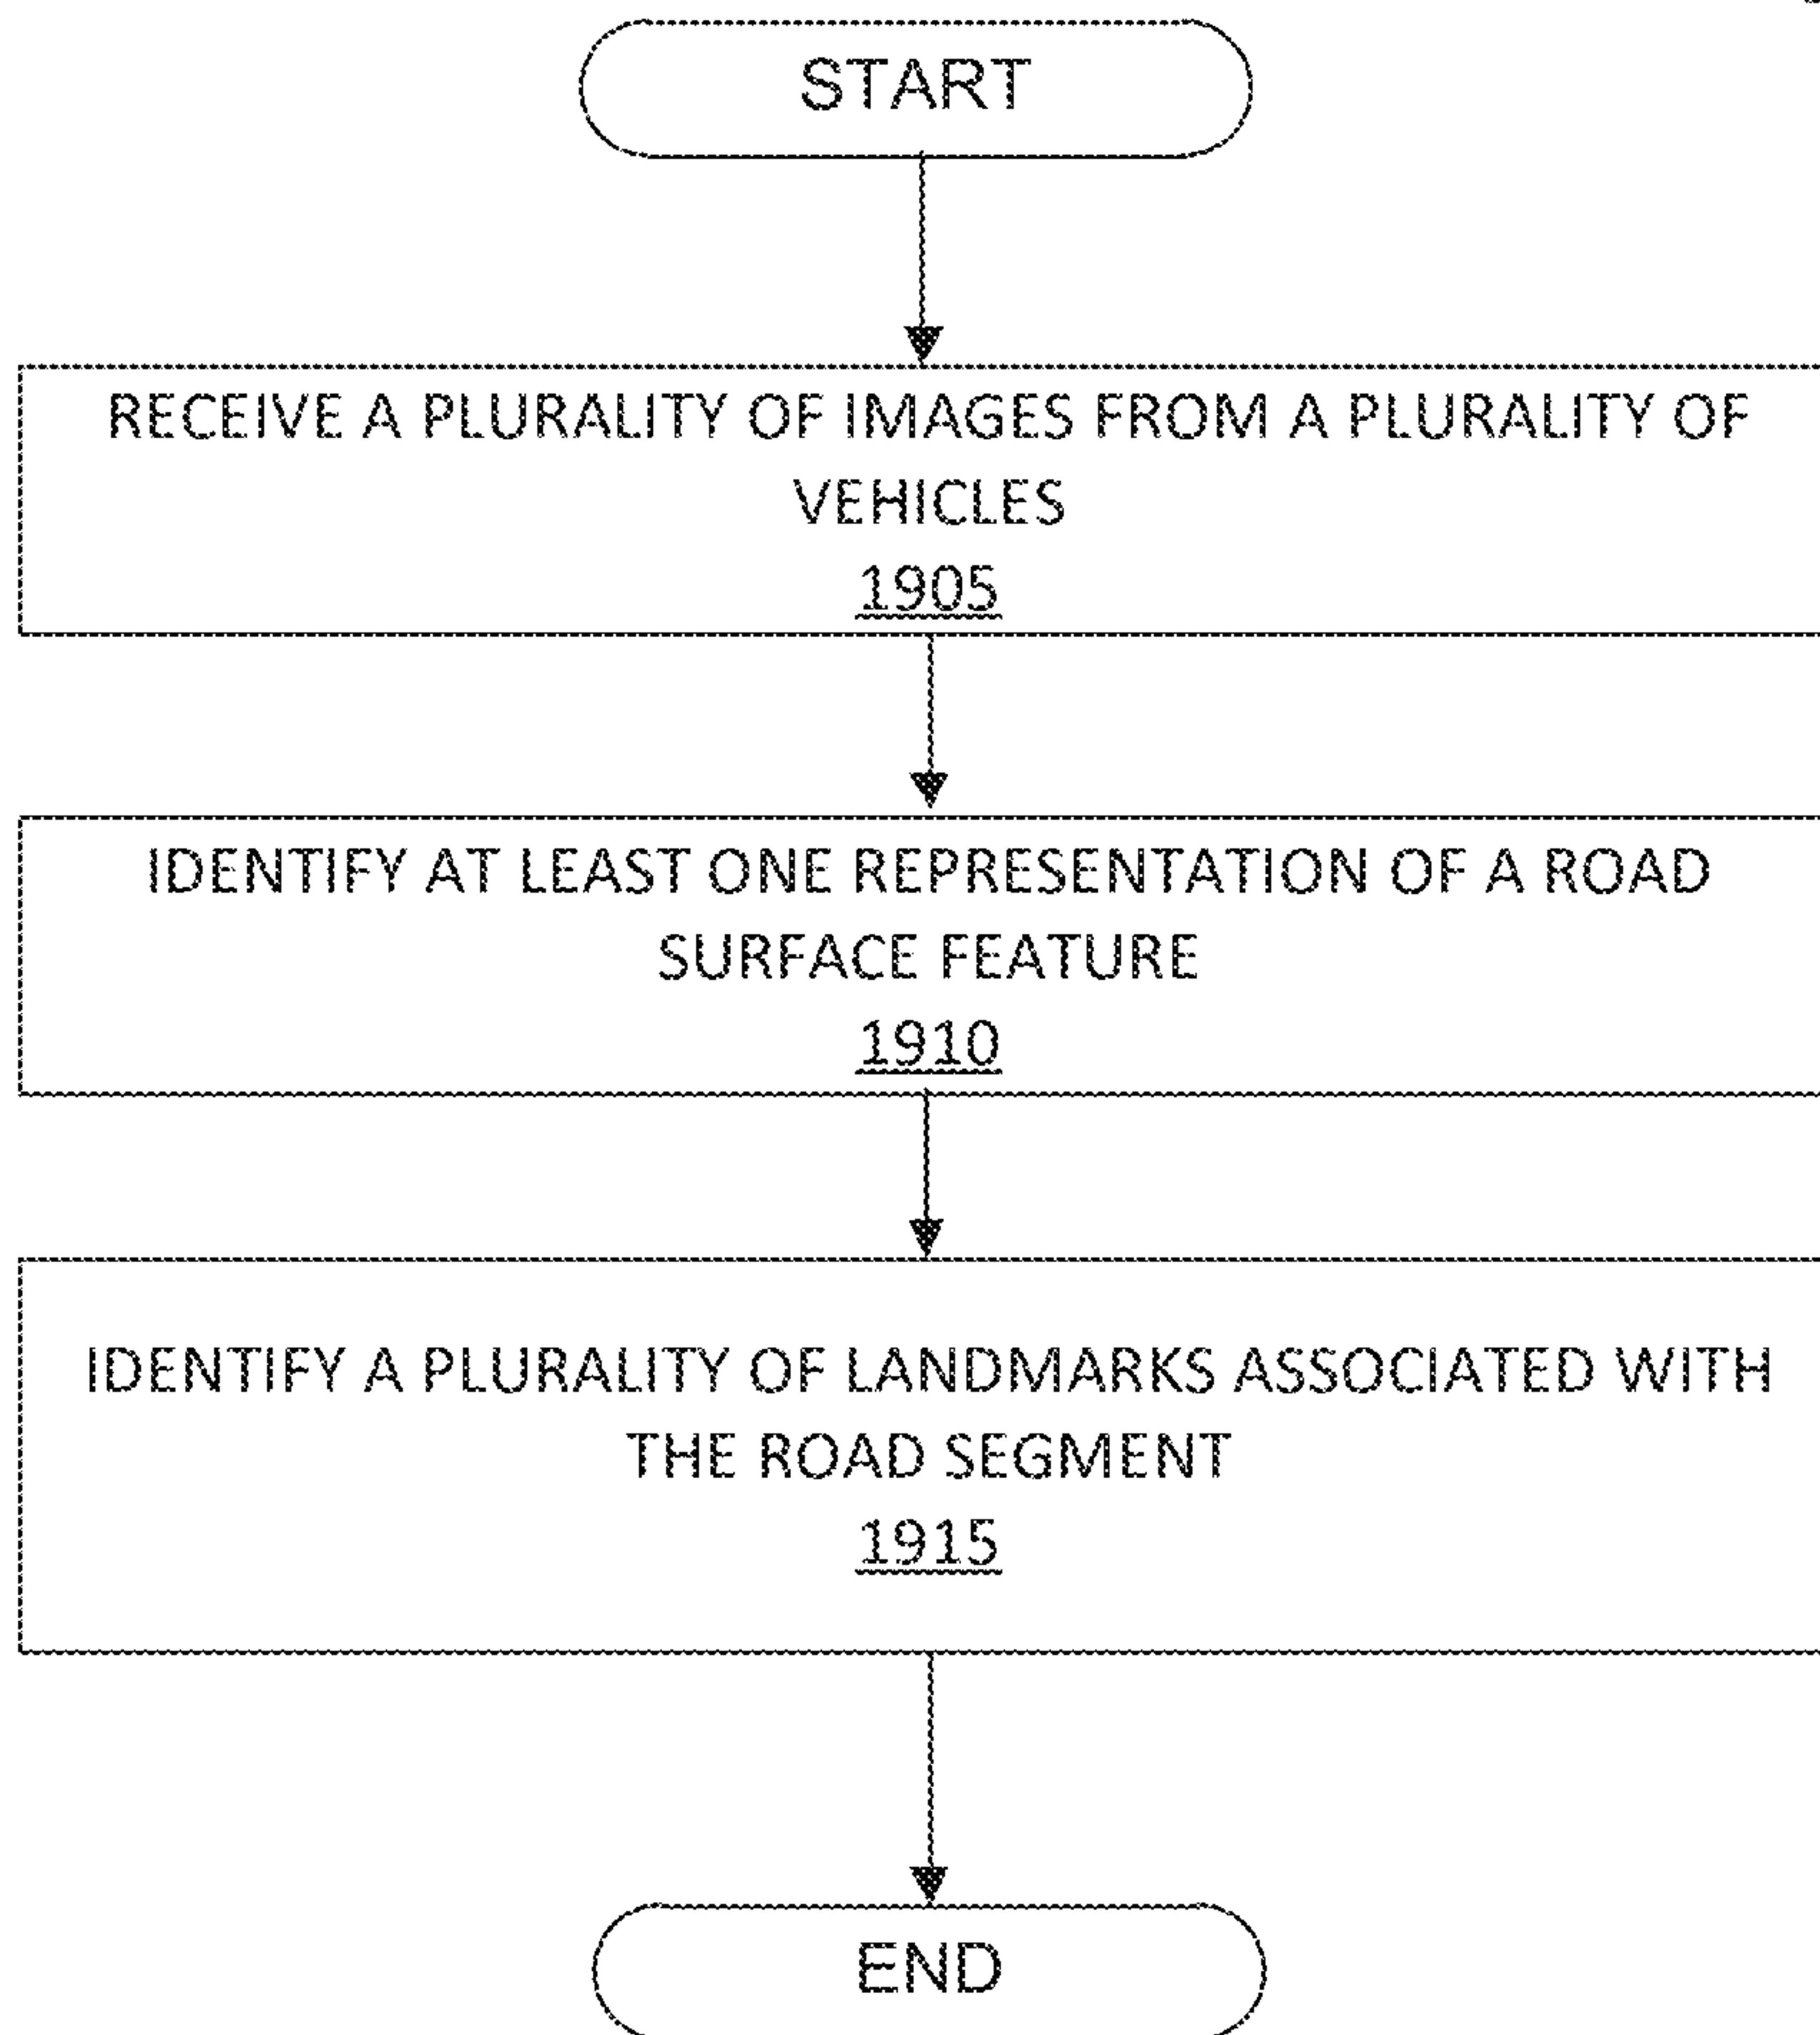 START
RECEIVE A PLURALITY OF IMAGES FROM A PLURALITY OF
VEHICLES
1905
IDENTIFY AT LEAST ONE REPRESENTATION OF A ROAD
SURFACE FEATURE
1910
IDENTIFY A PLURALITY OF LANDMARKS ASSOCIATED WITH
THE ROAD SEGMENT
1915
END